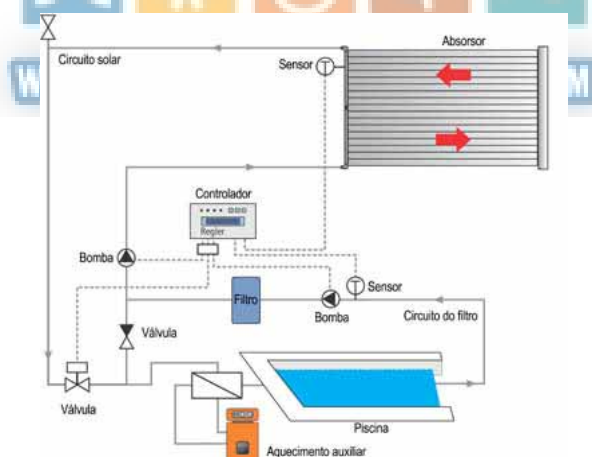 Absorsor
Circuito solar
Sensor
Controlador
Regler
Bomba
Sensor
Filtro
Bomba
Circuito do filtro
Válvula
Válvula
Piscina
Aquecimento auxiliar